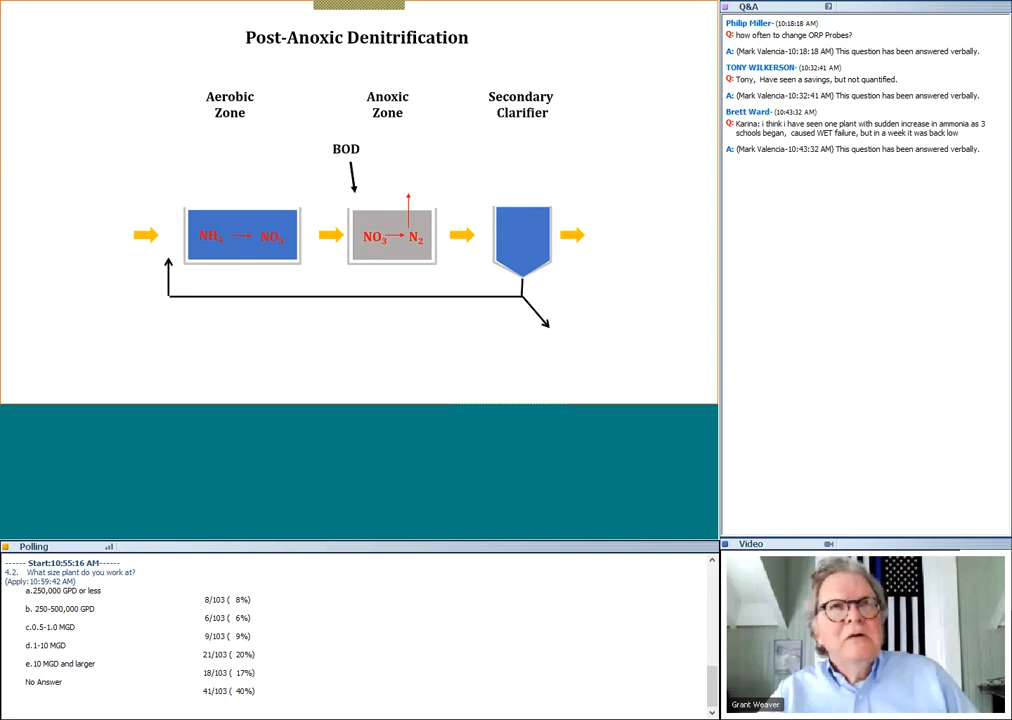 Post-Anoxic Denitrification
Aerobic
Zone
Anoxic
Zone
Secondary
Clarifier
BOD
NH4 → NO3
NO3 → N2
Q&A
Philip Miller- (10:18:18 AM)
Q: how often to change ORP Probes?
A: (Mark Valencia-10:18:18 AM) This question has been answered verbally.
TONY WILKERSON- (10:32:41 AM)
Q: Tony, Have seen a savings, but not quantified.
A: (Mark Valencia-10:32:41 AM) This question has been answered verbally.
Brett Ward- (10:43:32 AM)
Q: Karina: i think i have seen one plant with sudden increase in ammonia as 3
schools began, caused WET failure, but in a week it was back low
A: (Mark Valencia-10:43:32 AM) This question has been answered verbally.
Polling
------ Start:10:55:16 AM------
4.2. What size plant do you work at?
(Apply:10:59:42 AM)
a.250,000 GPD or less
8/103 ( 8%)
b. 250-500,000 GPD
6/103 ( 6%)
c.0.5-1.0 MGD
9/103 ( 9%)
d.1-10 MGD
21/103 ( 20%)
e.10 MGD and larger
18/103 ( 17%)
No Answer
41/103 ( 40%)
Video
Grant Weaver